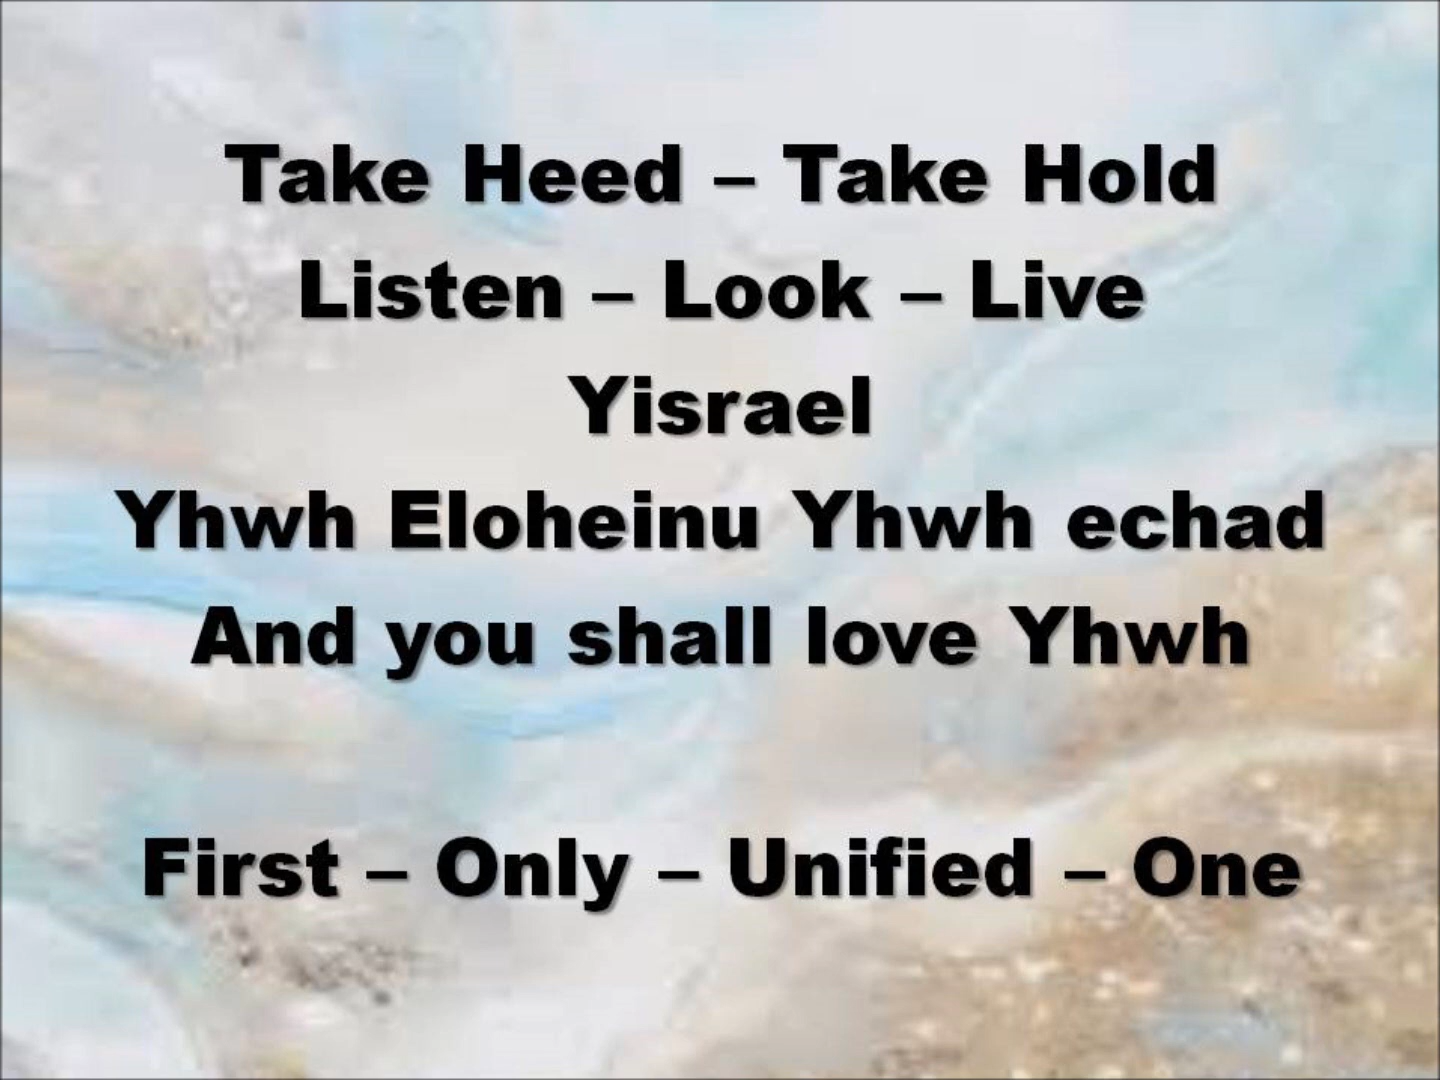 Take Heed – Take Hold
Listen – Look – Live
Yisrael
Yhwh Eloheinu Yhwh echad
And you shall love Yhwh
First – Only – Unified – One